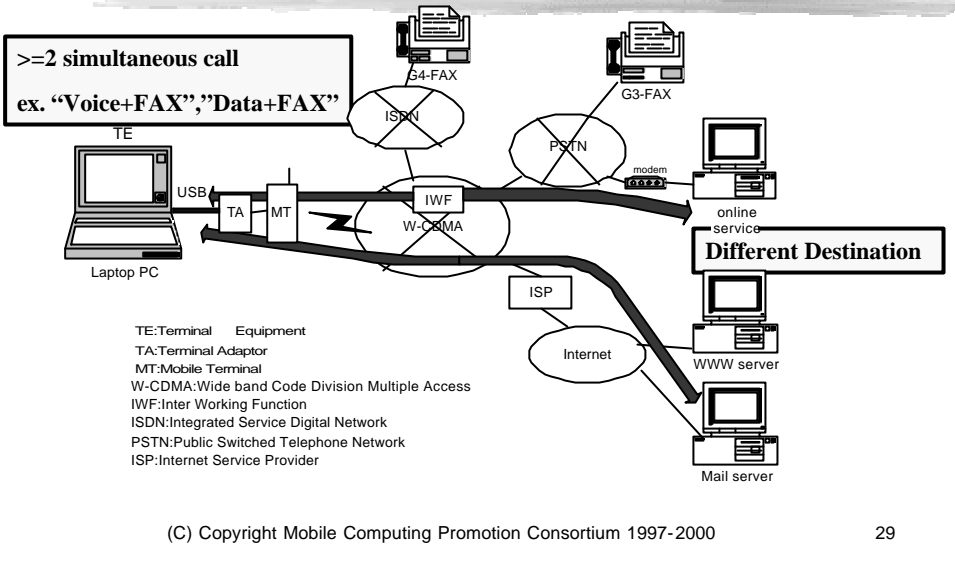 >=2 simultaneous call
ex. “Voice+FAX”,”Data+FAX”
G4-FAX
G3-FAX
ISDN
PSTN
modem
TE
USB
TA
MT
IWF
W-CDMA
online
service
Different Destination
Laptop PC
ISP
Internet
WWW server
Mail server
TE:Terminal Equipment
TA:Terminal Adaptor
MT:Mobile Terminal
W-CDMA:Wide band Code Division Multiple Access
IWF:Inter Working Function
ISDN:Integrated Service Digital Network
PSTN:Public Switched Telephone Network
ISP:Internet Service Provider
(C) Copyright Mobile Computing Promotion Consortium 1997-2000 29